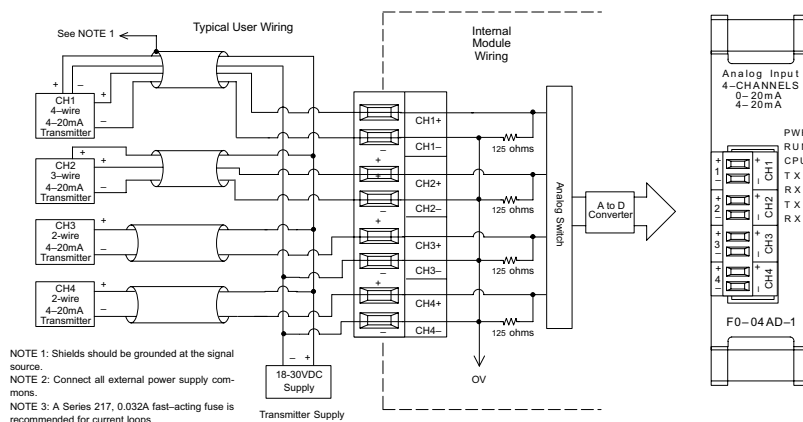 Typical User Wiring
See NOTE 1
+
–
CH1
4–wire
4–20mA
Transmitter
+
–
CH2
3–wire
4–20mA
Transmitter
+
+
–
CH3
2-wire
4–20mA
Transmitter
+
–
CH4
2-wire
4–20mA
Transmitter
+
–
NOTE 1: Shields should be grounded at the signal
source.
NOTE 2: Connect all external power supply com-
mons.
NOTE 3: A Series 217, 0.032A fast–acting fuse is
recommended for current loops.
– +
18-30VDC
Supply
Transmitter Supply
Internal
Module
Wiring
CH1+
–
CH1–
+
CH2+
–
CH2–
+
CH3+
–
CH3–
+
CH4+
–
CH4–
125 ohms
125 ohms
125 ohms
125 ohms
OV
Analog Switch
A to D
Converter
Analog Input
4–CHANNELS
0–20mA
4–20mA
RX
TX
RX
+ 1 – + – CH1
+ 2 – + – CH2
+ 3 – + – CH3
+ 4 – + – CH4
F0–04AD–1